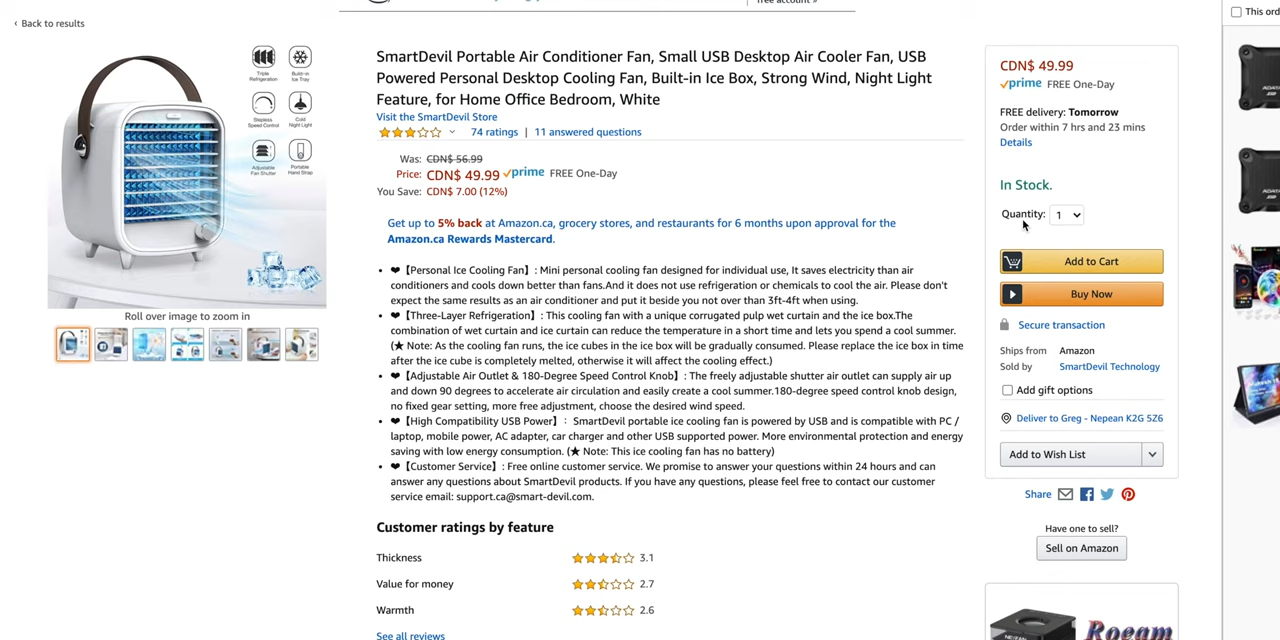 free account »
This ord
‹ Back to results
Triple
Refrigeration
Built-in
Ice Tray
Stepless
Speed Control
Cold
Night Light
Adjustable
Fan Shutter
Portable
Hand Strap
Roll over image to zoom in
SmartDevil Portable Air Conditioner Fan, Small USB Desktop Air Cooler Fan, USB
Powered Personal Desktop Cooling Fan, Built-in Ice Box, Strong Wind, Night Light
Feature, for Home Office Bedroom, White
Visit the SmartDevil Store
74 ratings | 11 answered questions
Was: CDN$ 56.99
Price: CDN$ 49.99 prime FREE One-Day
You Save: CDN$ 7.00 (12%)
Get up to 5% back at Amazon.ca, grocery stores, and restaurants for 6 months upon approval for the
Amazon.ca Rewards Mastercard.
• ❤【Personal Ice Cooling Fan】: Mini personal cooling fan designed for individual use, It saves electricity than air
conditioners and cools down better than fans.And it does not use refrigeration or chemicals to cool the air. Please don't
expect the same results as an air conditioner and put it beside you not over than 3ft-4ft when using.
• ❤【Three-Layer Refrigeration】: This cooling fan with a unique corrugated pulp wet curtain and the ice box.The
combination of wet curtain and ice curtain can reduce the temperature in a short time and lets you spend a cool summer.
(★ Note: As the cooling fan runs, the ice cubes in the ice box will be gradually consumed. Please replace the ice box in time
after the ice cube is completely melted, otherwise it will affect the cooling effect.)
• ❤【Adjustable Air Outlet & 180-Degree Speed Control Knob】: The freely adjustable shutter air outlet can supply air up
and down 90 degrees to accelerate air circulation and easily create a cool summer.180-degree speed control knob design,
no fixed gear setting, more free adjustment, choose the desired wind speed.
• ❤【High Compatibility USB Power】： SmartDevil portable ice cooling fan is powered by USB and is compatible with PC /
laptop, mobile power, AC adapter, car charger and other USB supported power. More environmental protection and energy
saving with low energy consumption. (★ Note: This ice cooling fan has no battery)
• ❤【Customer Service】: Free online customer service. We promise to answer your questions within 24 hours and can
answer any questions about SmartDevil products. If you have any questions, please feel free to contact our customer
service email: support.ca@smart-devil.com.
Customer ratings by feature
Thickness 3.1
Value for money 2.7
Warmth 2.6
See all reviews
CDN$ 49.99
prime FREE One-Day
FREE delivery: Tomorrow
Order within 7 hrs and 23 mins
Details
In Stock.
Quantity: 1
Add to Cart
Buy Now
Secure transaction
Ships from Amazon
Sold by SmartDevil Technology
Add gift options
Deliver to Greg - Nepean K2G 5Z6
Add to Wish List
Share
Have one to sell?
Sell on Amazon
Roeam